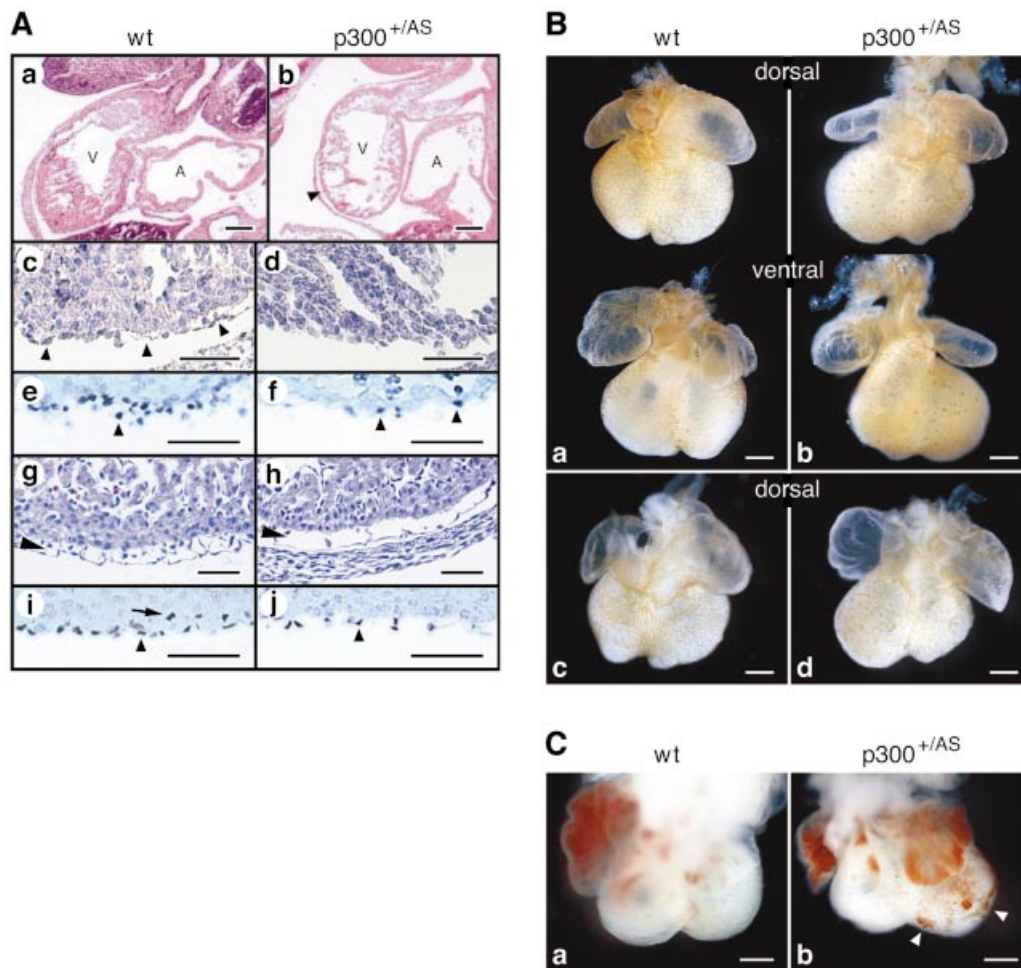 A
wt
p300+/AS
a
b
V
A
V
A
c
d
e
f
g
h
i
j
B
wt
p300+/AS
dorsal
ventral
a
b
dorsal
c
d
C
wt
p300+/AS
a
b